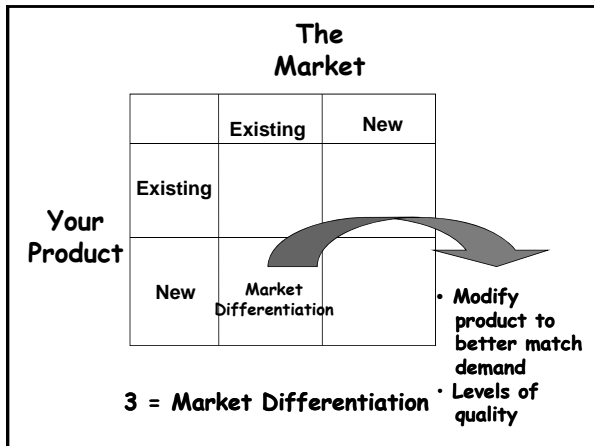 The
Market
Existing
New
Existing
Your
Product
New
Market
Differentiation
• Modify
product to
better match
demand
• Levels of
quality
3 = Market Differentiation